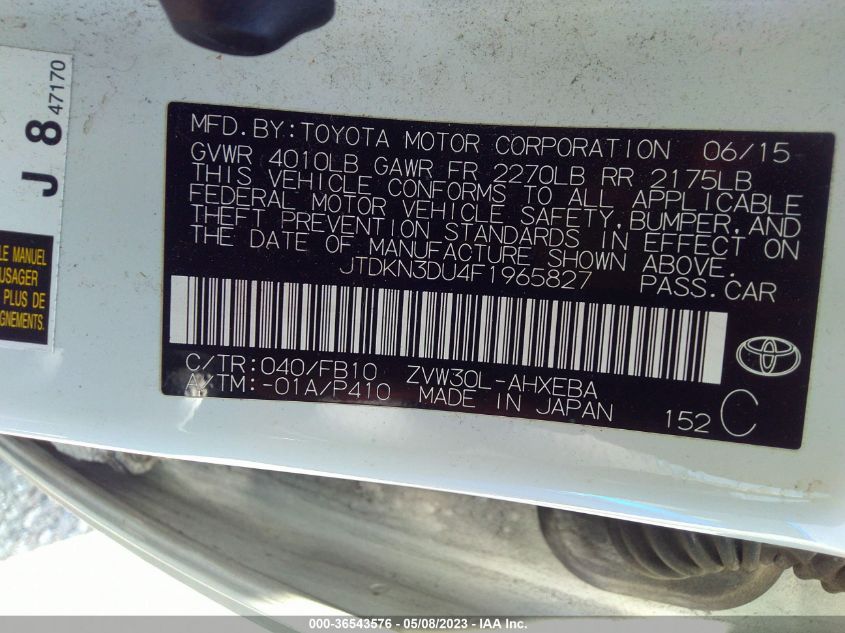 J 8 47170
LE MANUEL
USAGER
PLUS DE
GNEMENTS.
MFD.BY:TOYOTA MOTOR CORPORATION 06/15
GVWR 4010LB GAWR FR 2270LB RR 2175LB
THIS VEHICLE CONFORMS TO ALL APPLICABLE
FEDERAL MOTOR VEHICLE SAFETY,BUMPER,AND
THEFT PREVENTION STANDARDS IN EFFECT ON
THE DATE OF MANUFACTURE SHOWN ABOVE.
JTDKN3DU4F1965827 PASS.CAR
C/TR:040/FB10 ZVW30L-AHXEBA
A/TM:-01A/P410 MADE IN JAPAN 152 C
TOYOTA
000-36543576 - 05/08/2023 - COPYRIGHT © IAA, LLC.